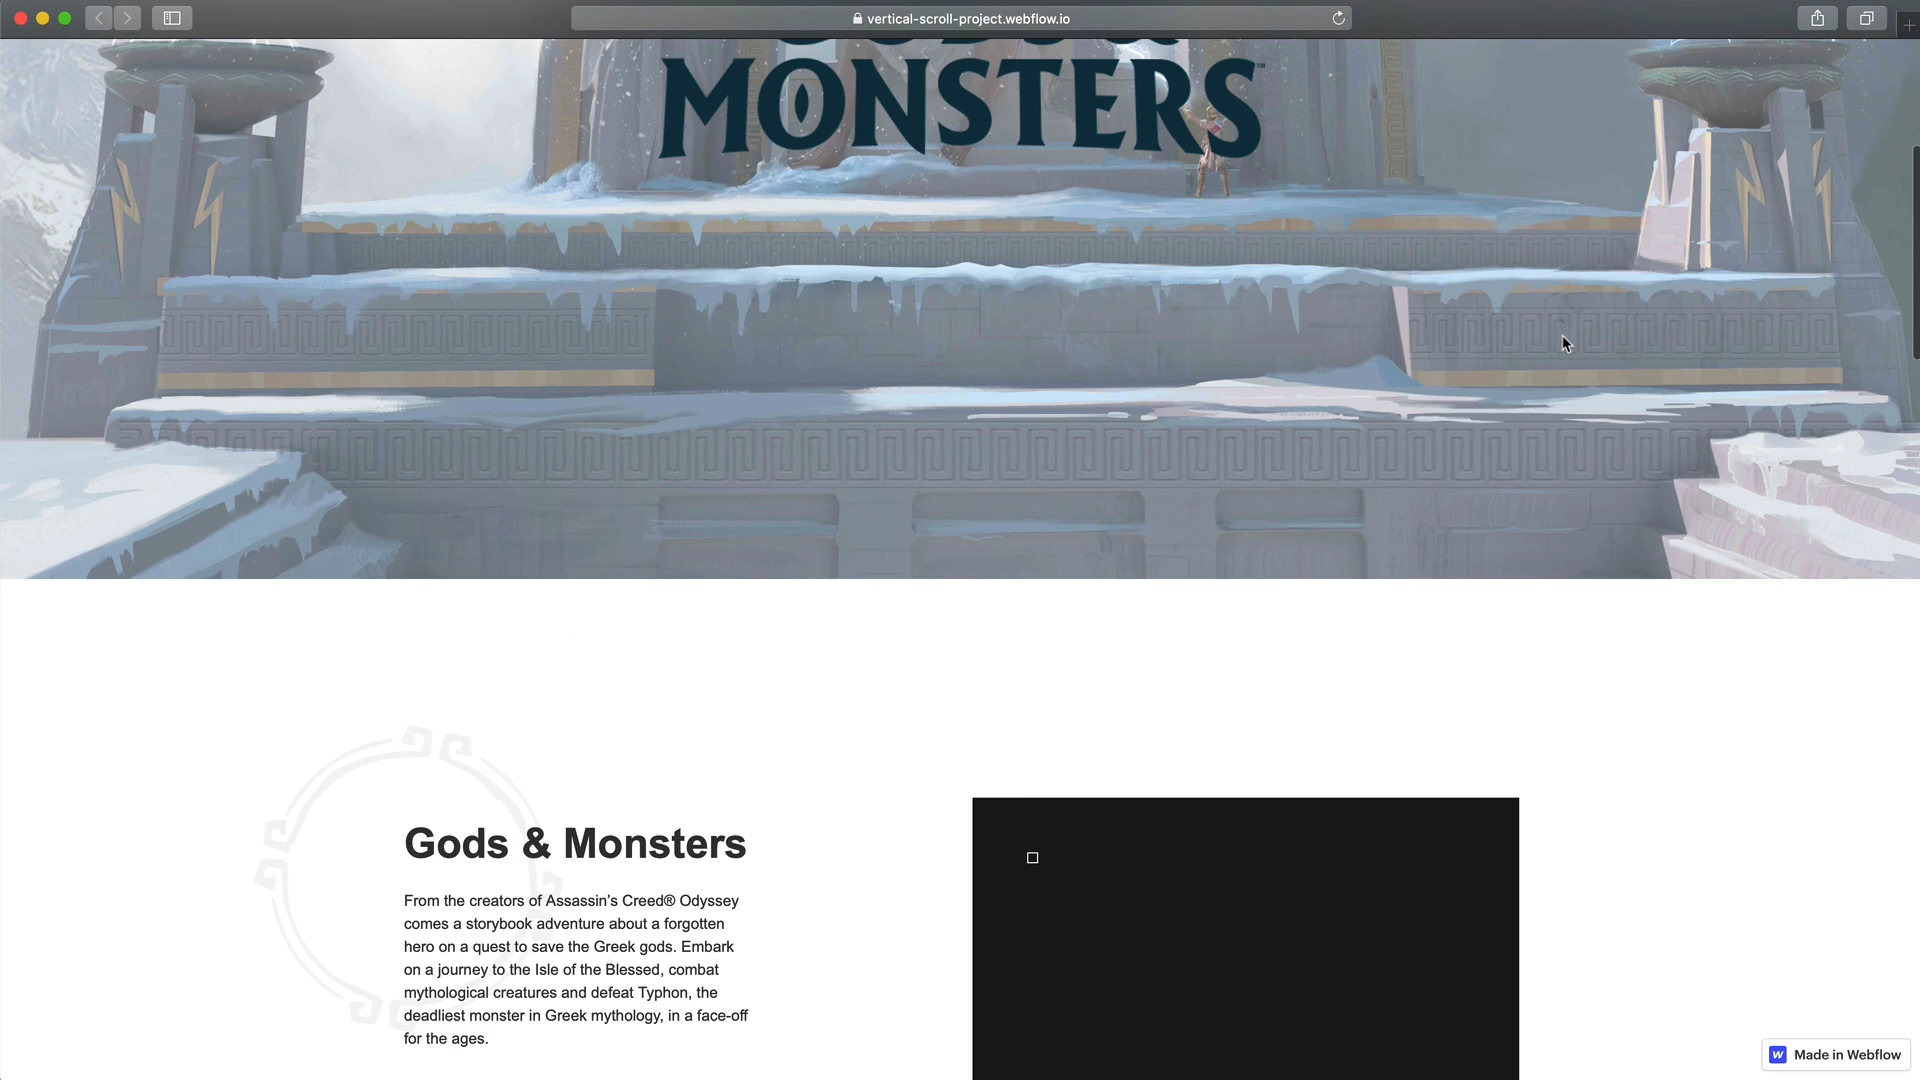 vertical-scroll-project.webflow.io
MONSTERS™
Gods & Monsters
From the creators of Assassin’s Creed® Odyssey
comes a storybook adventure about a forgotten
hero on a quest to save the Greek gods. Embark
on a journey to the Isle of the Blessed, combat
mythological creatures and defeat Typhon, the
deadliest monster in Greek mythology, in a face-off
for the ages.
W Made in Webflow